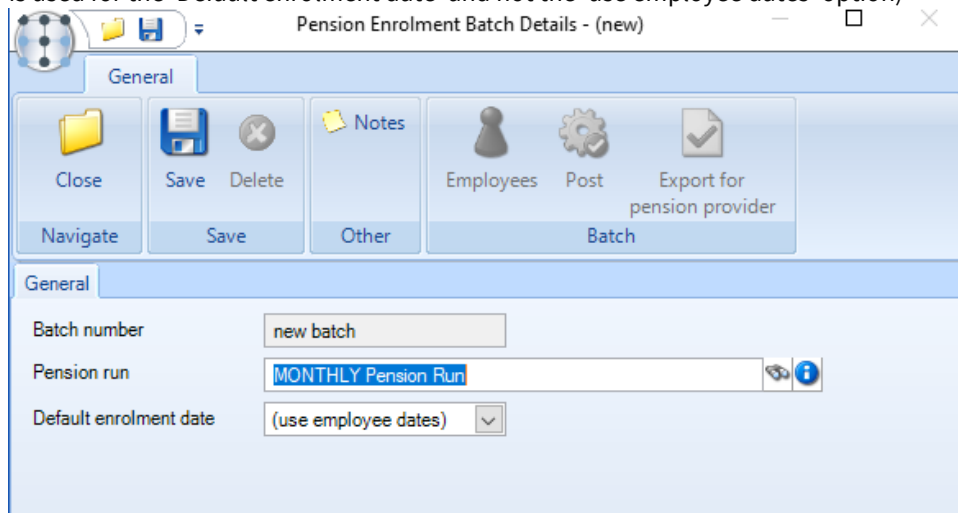 is used for the 'Default enrolment date' and not the 'use employee dates' option)
Pension Enrolment Batch Details - (new)
General
Notes
Close
Save
Delete
Employees
Post
Export for
pension provider
Navigate
Save
Other
Batch
General
Batch number
new batch
Pension run
MONTHLY Pension Run
Default enrolment date
(use employee dates)